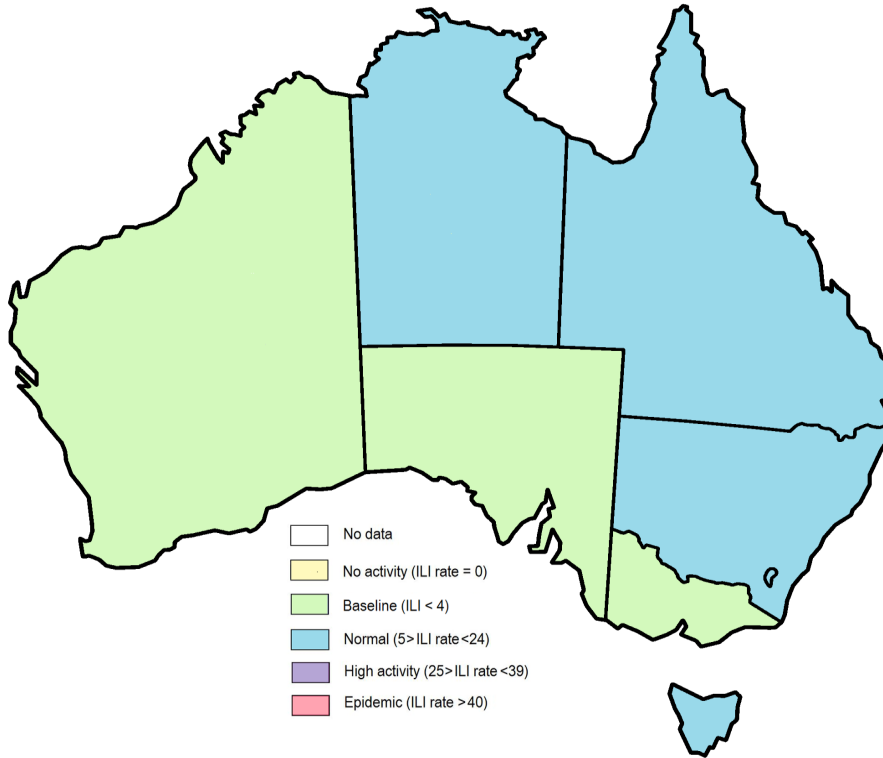 No data
No activity (ILI rate = 0)
Baseline (ILI < 4)
Normal (5> ILI rate <24)
High activity (25> ILI rate <39)
Epidemic (ILI rate >40)